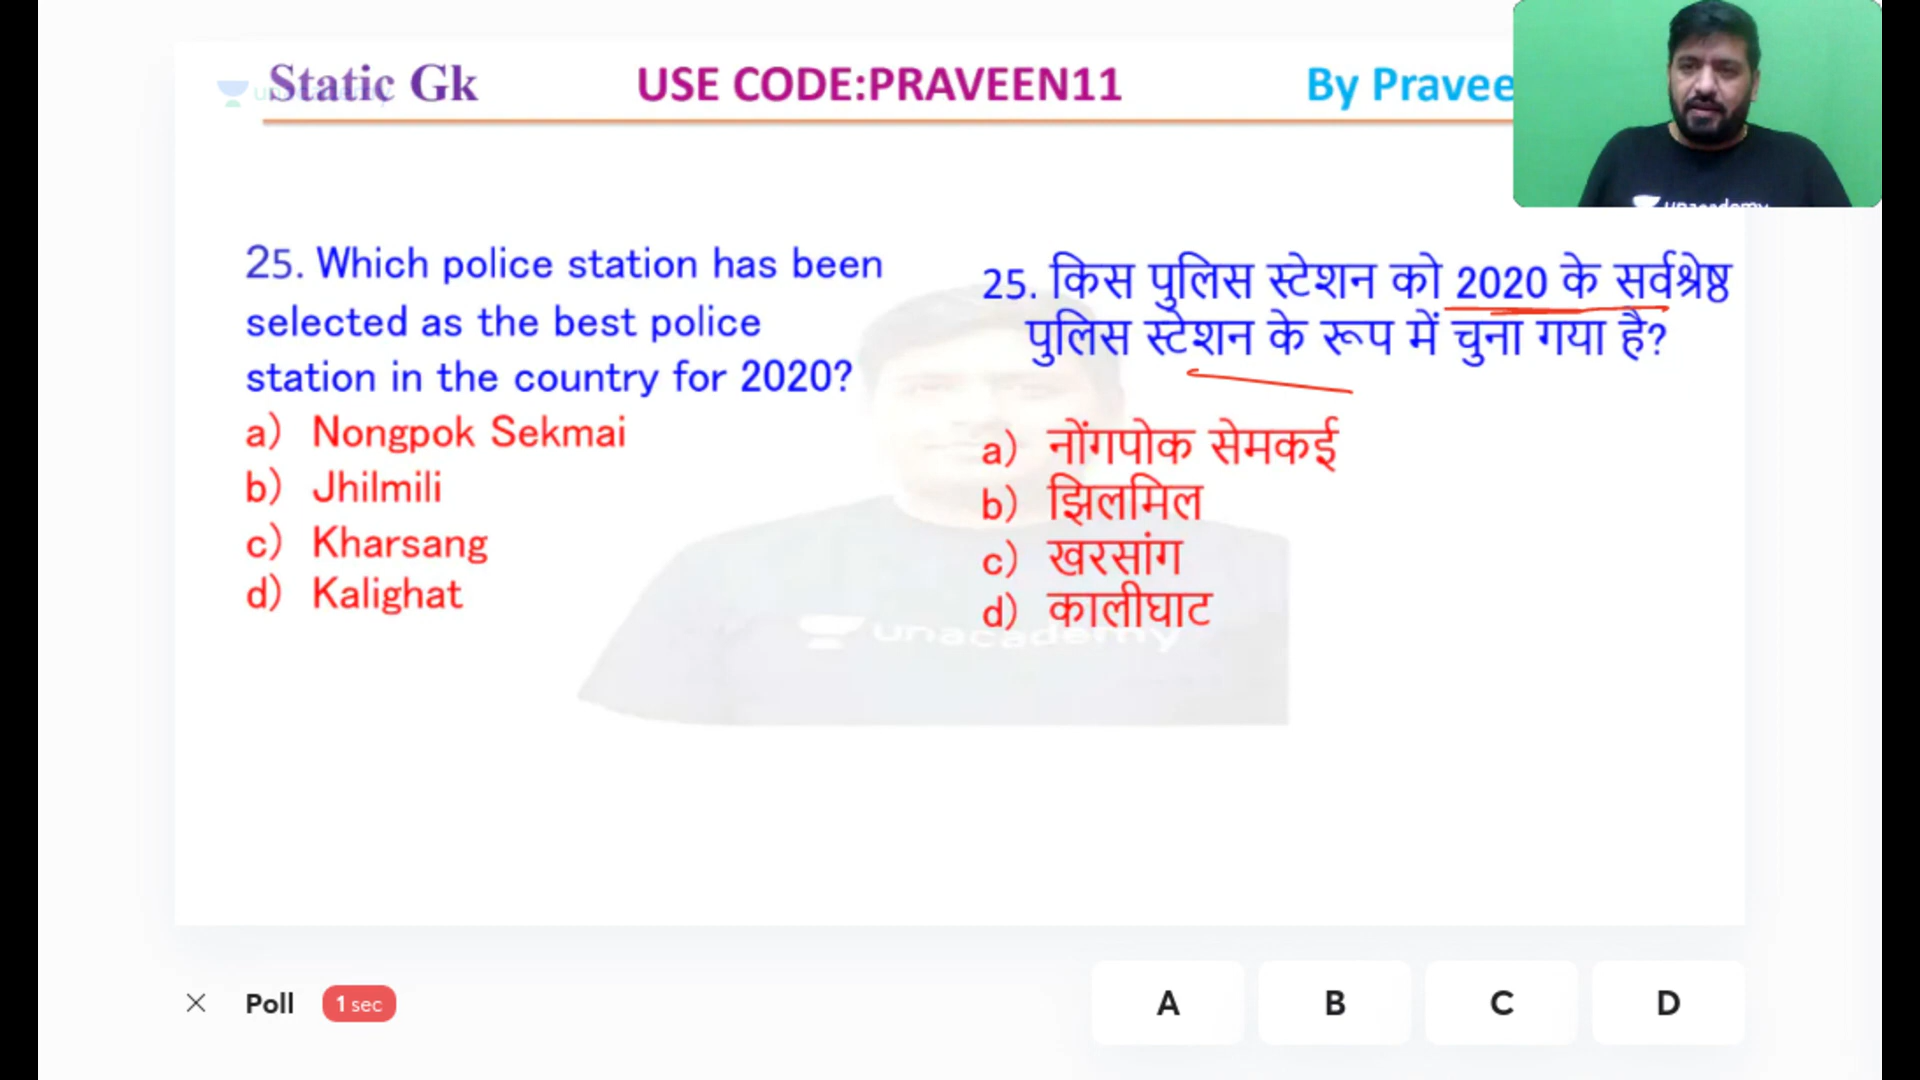 Static Gk
USE CODE:PRAVEEN11
By Pravee
unacademy
25. Which police station has been
selected as the best police
station in the country for 2020?
a) Nongpok Sekmai
b) Jhilmili
c) Kharsang
d) Kalighat
25. किस पुलिस स्टेशन को 2020 के सर्वश्रेष्ठ
पुलिस स्टेशन के रूप में चुना गया है?
a) नोंगपोक सेमकई
b) झिलमिल
c) खरसांग
d) कालीघाट
unacademy
Poll
1 sec
A
B
C
D